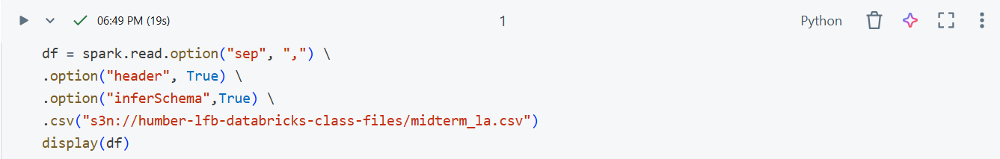 06:49 PM (19s)
1
Python
df = spark.read.option("sep", ",") \
.option("header", True) \
.option("inferSchema",True) \
.csv("s3n://humber-lfb-databricks-class-files/midterm_la.csv")
display(df)